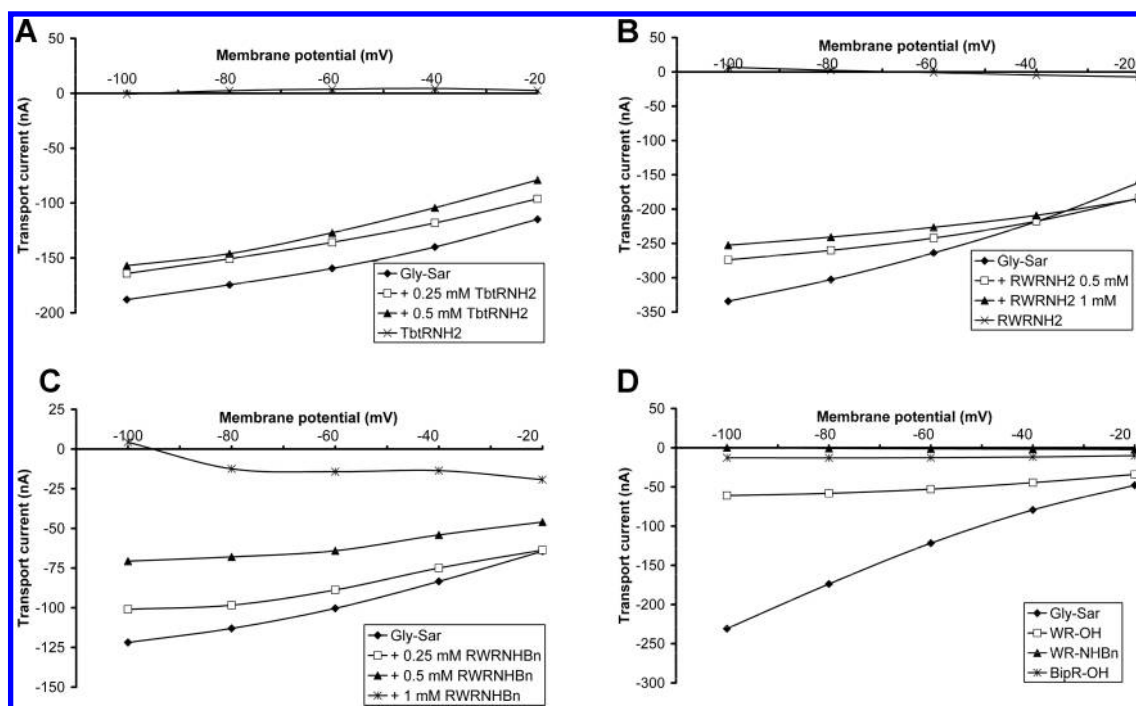 A
50
Membrane potential (mV)
-100 -80 -60 -40 -20
0
-50
-100
-150
-200
Transport current (nA)
Gly-Sar
+ 0.25 mM TbtRNH2
+ 0.5 mM TbtRNH2
TbtRNH2
B
50
Membrane potential (mV)
-100 -80 -60 -40 -20
0
-50
-100
-150
-200
-250
-300
-350
Transport current (nA)
Gly-Sar
+ RWRNH2 0.5 mM
+ RWRNH2 1 mM
RWRNH2
C
25
Membrane potential (mV)
-100 -80 -60 -40 -20
0
-25
-50
-75
-100
-125
-150
Transport current (nA)
Gly-Sar
+ 0.25 mM RWRNHBn
+ 0.5 mM RWRNHBn
+ 1 mM RWRNHBn
D
50
Membrane potential (mV)
-100 -80 -60 -40 -20
0
-50
-100
-150
-200
-250
-300
Transport current (nA)
Gly-Sar
WR-OH
WR-NHBn
BipR-OH